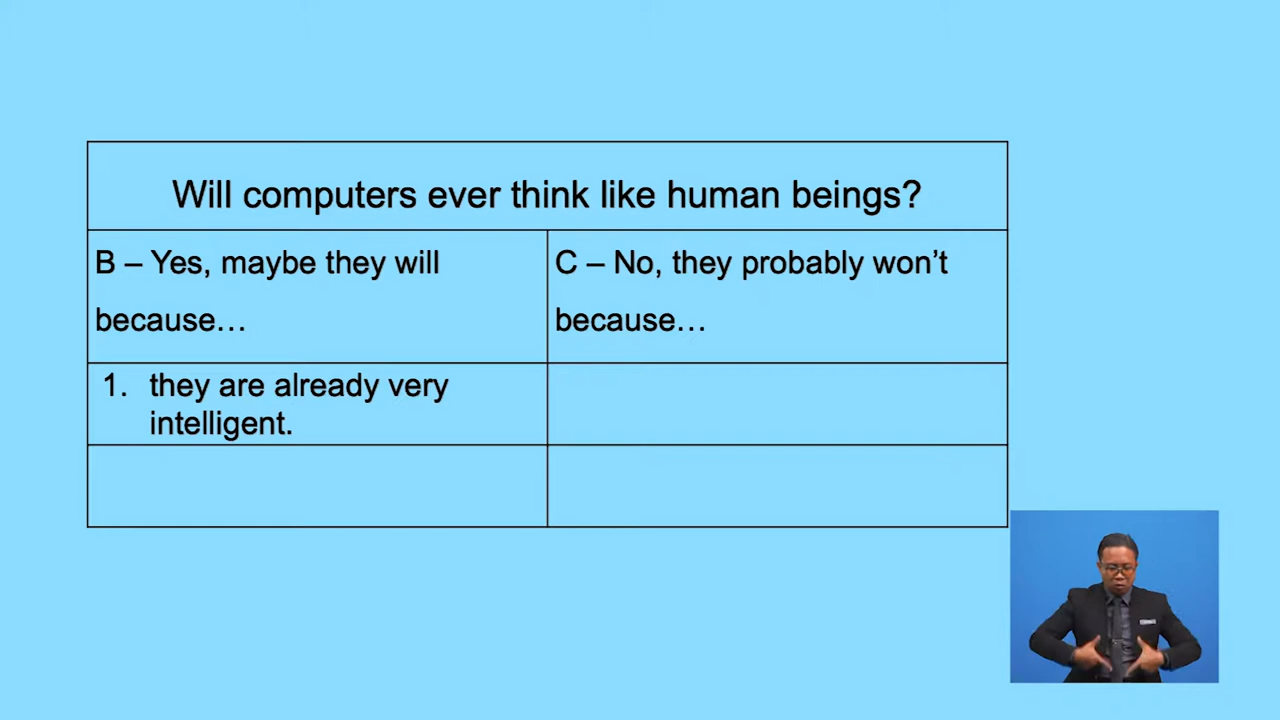 Will computers ever think like human beings?
B – Yes, maybe they will
because…
C – No, they probably won’t
because…
1. they are already very
intelligent.